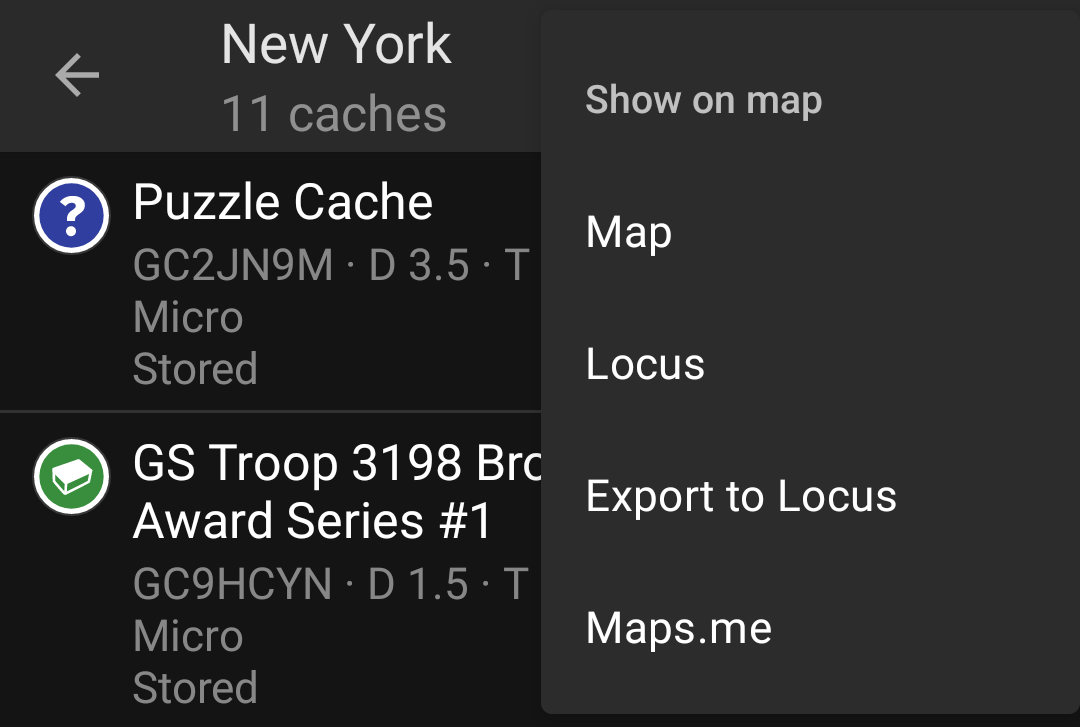 New York
11 caches
Puzzle Cache
GC2JN9M · D 3.5 · T
Micro
Stored
GS Troop 3198 Bro
Award Series #1
GC9HCYN · D 1.5 · T
Micro
Stored
Show on map
Map
Locus
Export to Locus
Maps.me